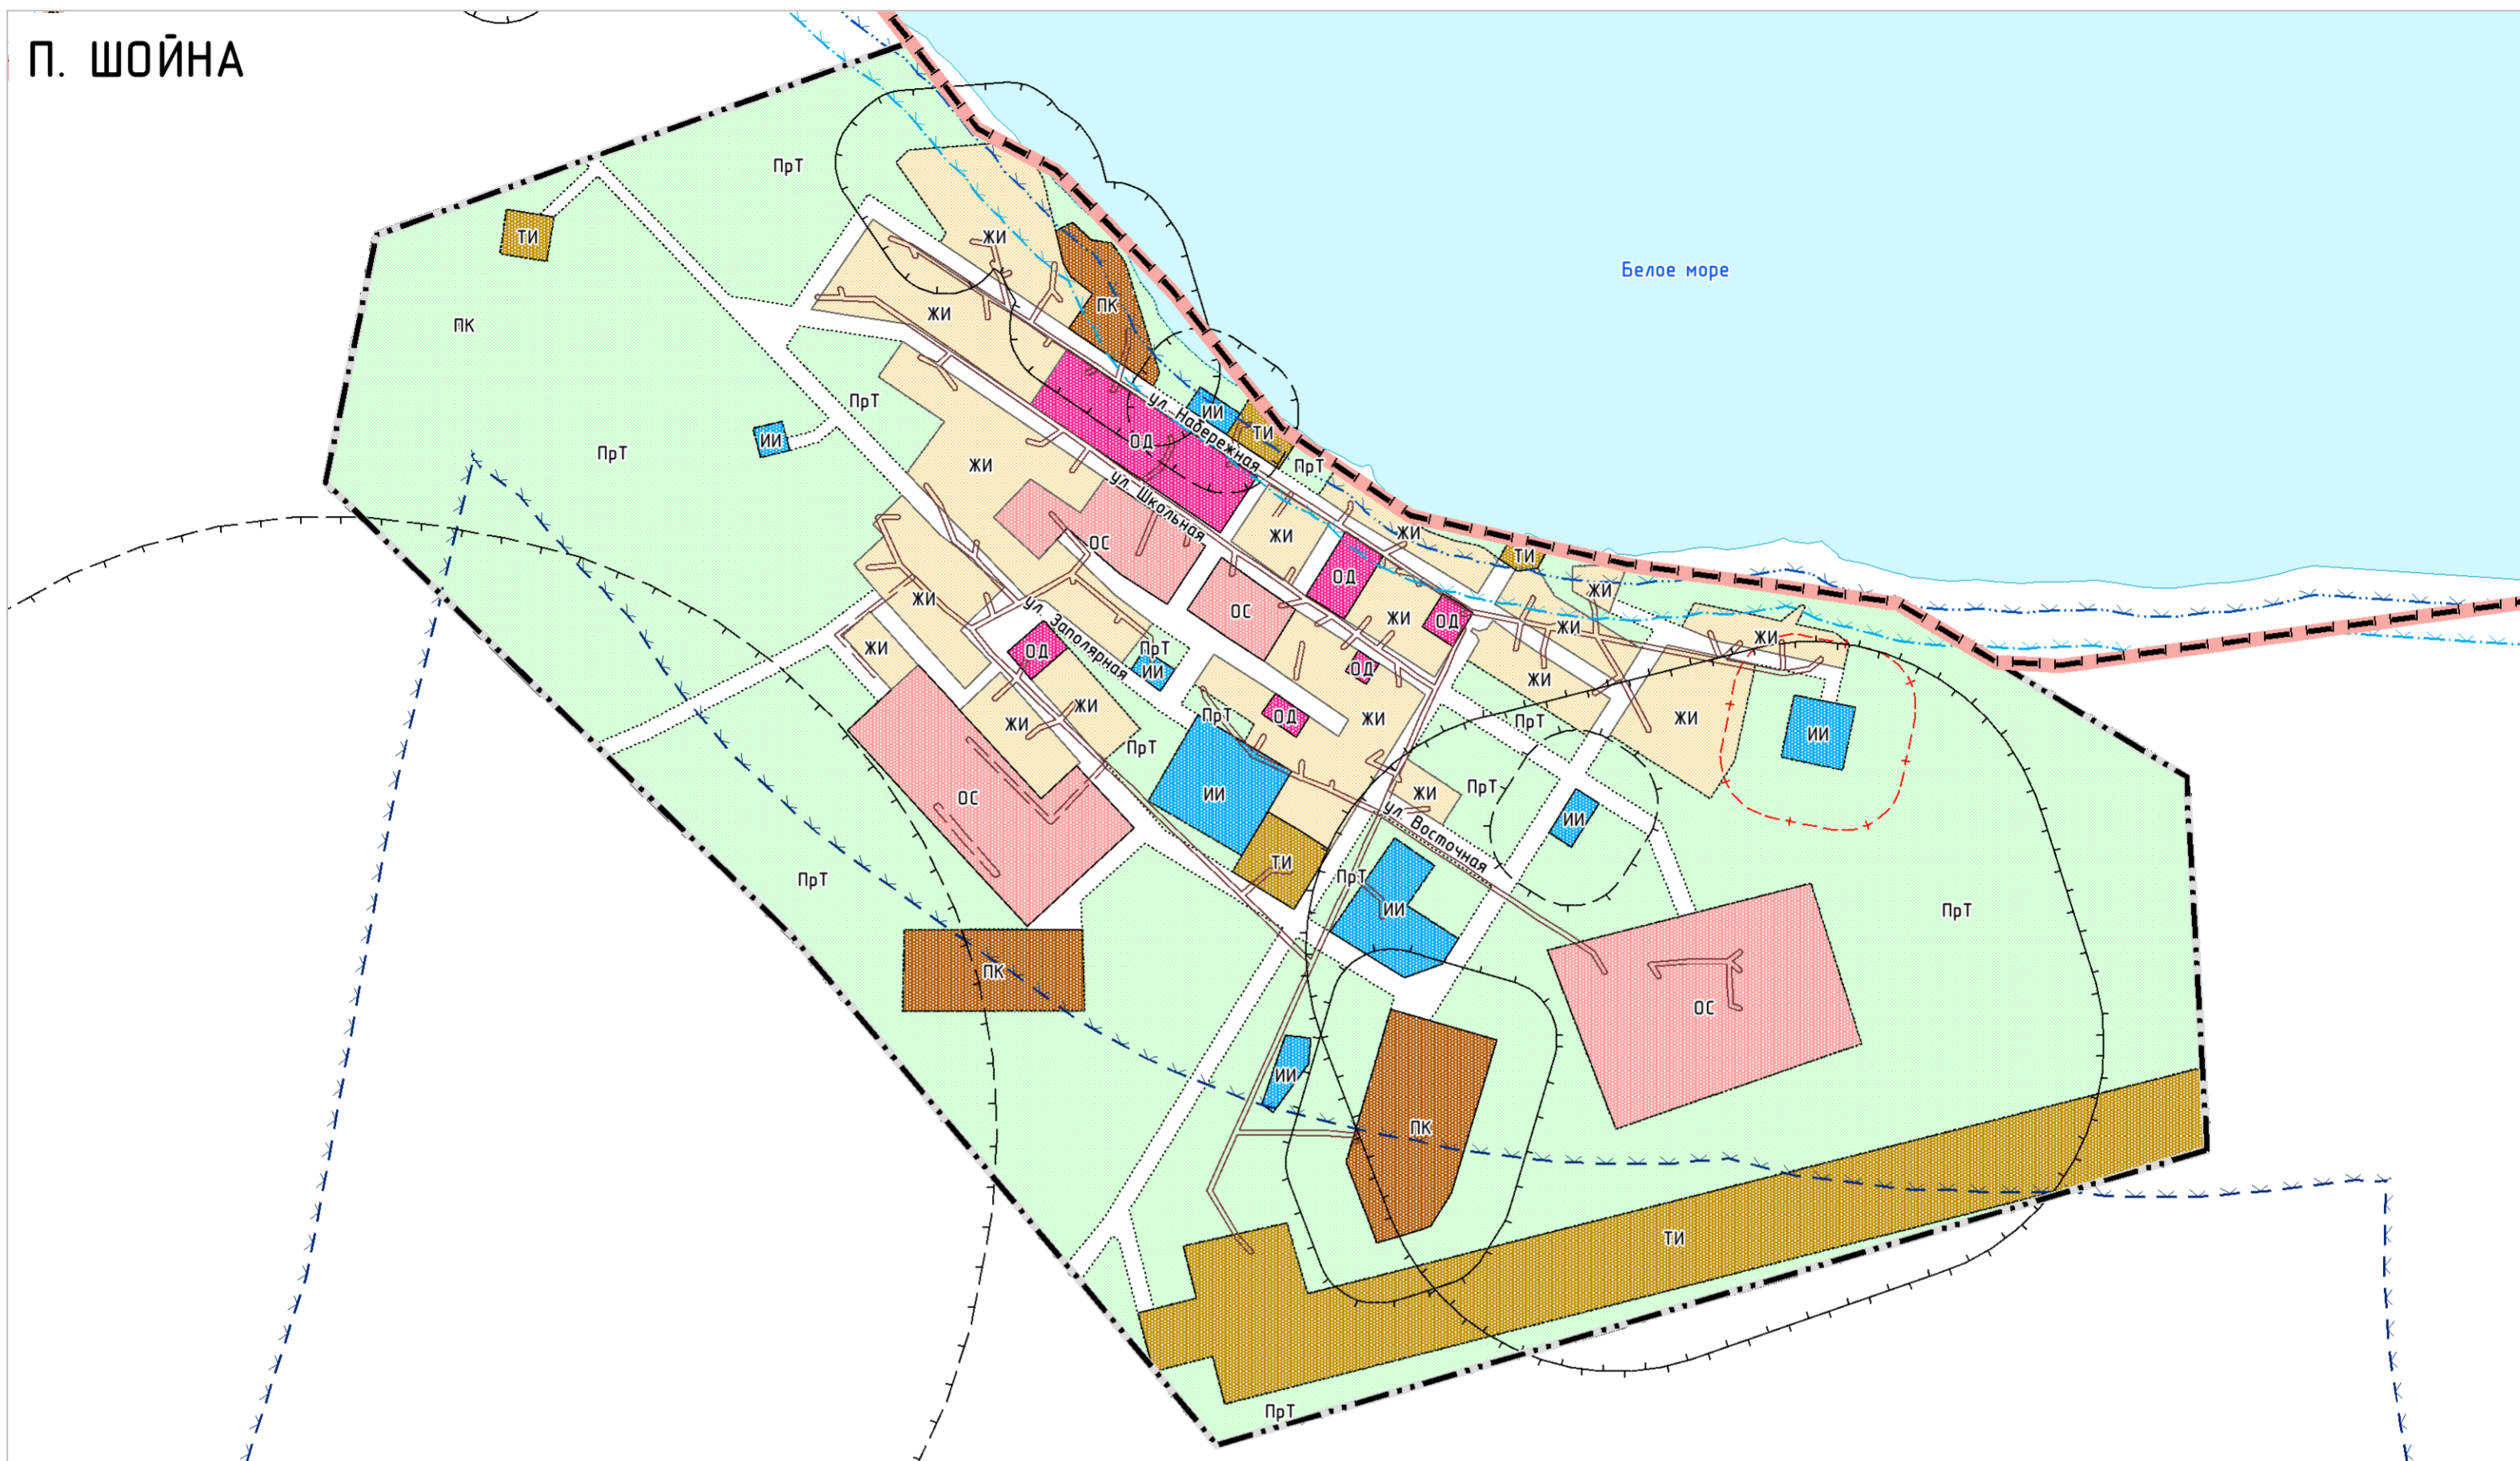 П. ШОЙНА
ПрТ
ТИ
ЖИ
Белое море
ПК
ЖИ
ПК
ПрТ
ул. Набережная
ИИ
ТИ
ИИ
ОД
ПрТ
ЖИ
ПрТ
ул. Школьная
ЖИ
ЖИ
ОС
ТИ
ОД
ЖИ
ЖИ
ул. Заполярная
ОС
ЖИ
ОД
ЖИ
ЖИ
ЖИ
ОД
ПрТ
ОД
ИИ
ЖИ
ЖИ
ЖИ
ПрТ
ОД
ЖИ
ПрТ
ЖИ
ИИ
ПрТ
ОС
ИИ
ПрТ
ЖИ
ул. Восточная
ИИ
ТИ
ПрТ
ПрТ
ИИ
ПрТ
ПК
ОС
ИИ
ПК
ТИ
ПрТ